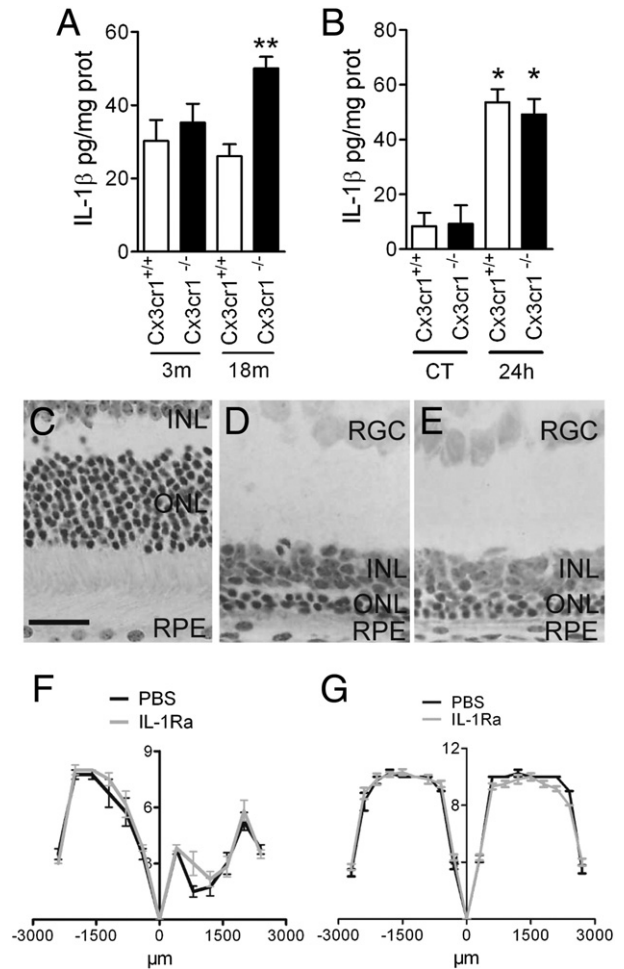 A
IL-1β pg/mg prot
60
40
20
0
**
Cx3cr1+/+
Cx3cr1-/-
Cx3cr1+/+
Cx3cr1-/-
3m
18m
B
IL-1β pg/mg prot
80
60
40
20
0
*
*
Cx3cr1+/+
Cx3cr1-/-
Cx3cr1+/+
Cx3cr1-/-
CT
24h
C
INL
ONL
RPE
D
RGC
INL
ONL
RPE
E
RGC
INL
ONL
RPE
F
PBS
IL-1Ra
9
6
3
-3000
-1500
0
1500
3000
µm
G
PBS
IL-1Ra
12
10
8
-3000
-1500
0
1500
3000
µm